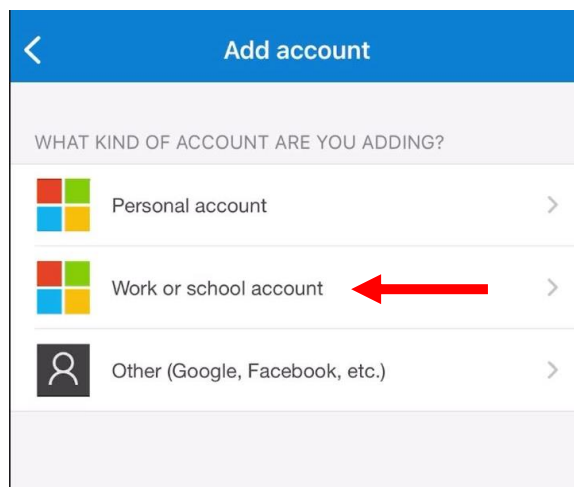 Add account
WHAT KIND OF ACCOUNT ARE YOU ADDING?
Personal account
Work or school account
Other (Google, Facebook, etc.)